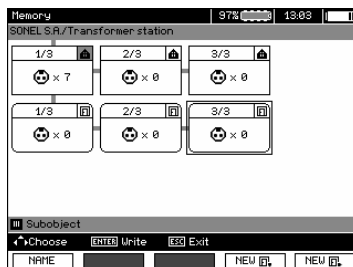 Memory 97% 13:03
SONEL S.A./Transformer station
1/3 2/3 3/3
× 7 × 0 × 0
1/3 2/3 3/3
× 0 × 0 × 0
Subobject
Choose ENTER Write ESC Exit
NAME NEW NEW